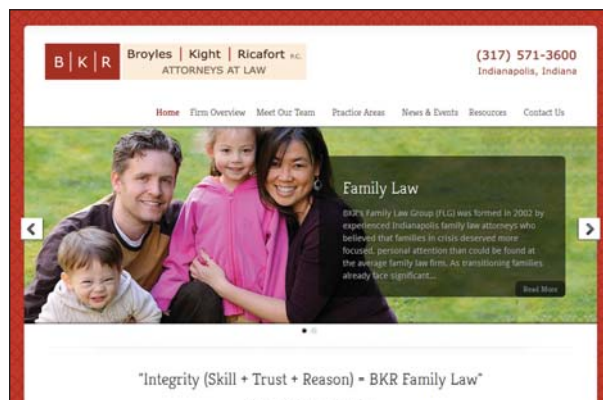 B | K | R
Broyles | Kight | Ricafort P.C.
ATTORNEYS AT LAW
(317) 571-3600
Indianapolis, Indiana
Home Firm Overview Meet Our Team Practice Areas News & Events Resources Contact Us
Family Law
BKR's Family Law Group (FLG) was formed in 2002 by
experienced Indianapolis family law attorneys who
believed that families in crisis deserved more
focused, personal attention than could be found at
the average family law firm. As transitioning families
already face significant...
Read More
"Integrity (Skill + Trust + Reason) = BKR Family Law"